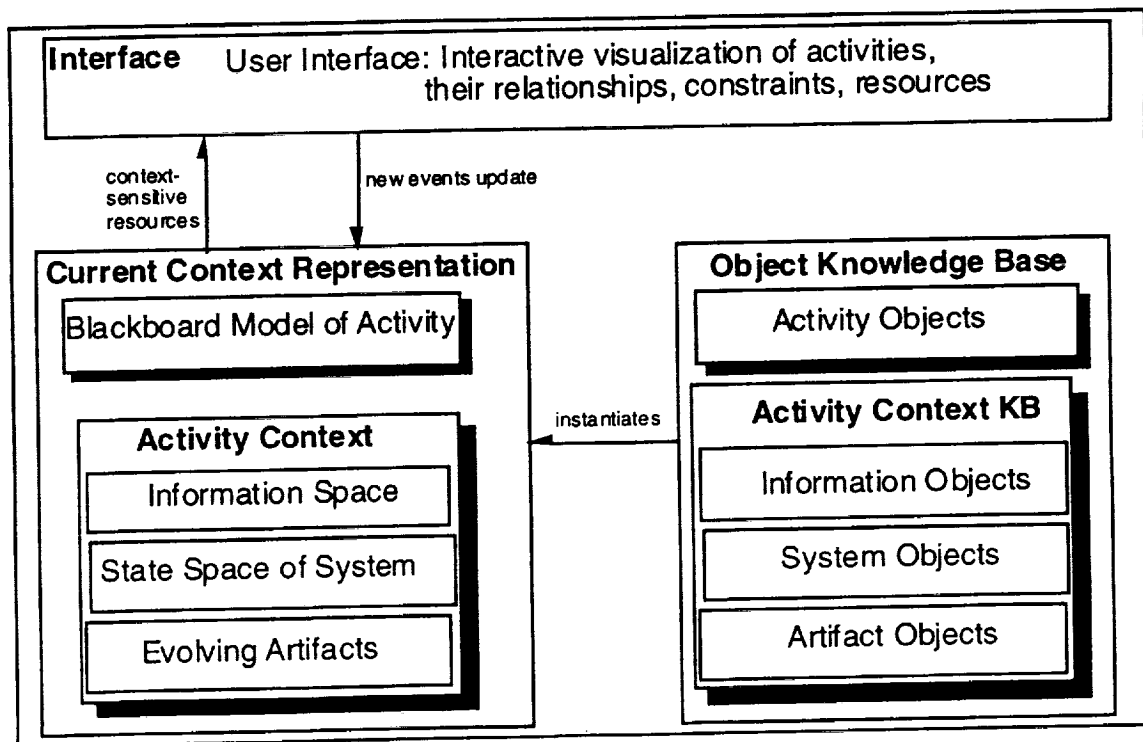 Interface User Interface: Interactive visualization of activities,
their relationships, constraints, resources
context-
sensitive
resources
new events update
Current Context Representation
Blackboard Model of Activity
Activity Context
Information Space
State Space of System
Evolving Artifacts
instantiates
Object Knowledge Base
Activity Objects
Activity Context KB
Information Objects
System Objects
Artifact Objects